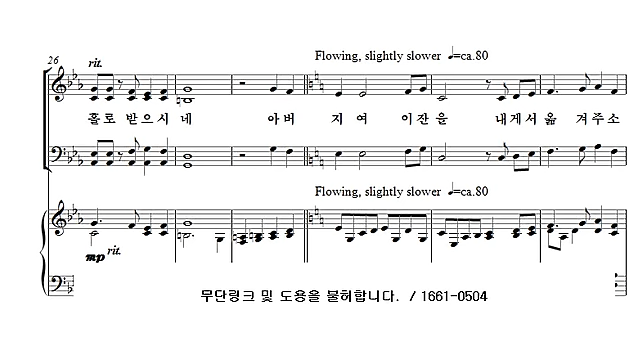 Flowing, slightly slower ♩=ca.80
26
rit.
홀로 받으시 네 아버 지 여 이잔을 내게서 옮 겨주소
Flowing, slightly slower ♩=ca.80
mp rit.
무단링크 및 도용을 불허합니다. / 1661-0504